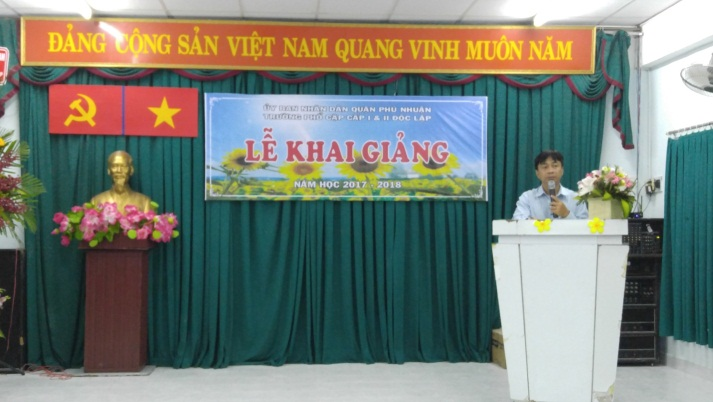 ĐẢNG CỘNG SẢN VIỆT NAM QUANG VINH MUÔN NĂM
ỦY BAN NHÂN DÂN QUẬN PHÚ NHUẬN
TRƯỜNG PHỔ CẬP CẤP I & II ĐỘC LẬP
LỄ KHAI GIẢNG
NĂM HỌC 2017 - 2018